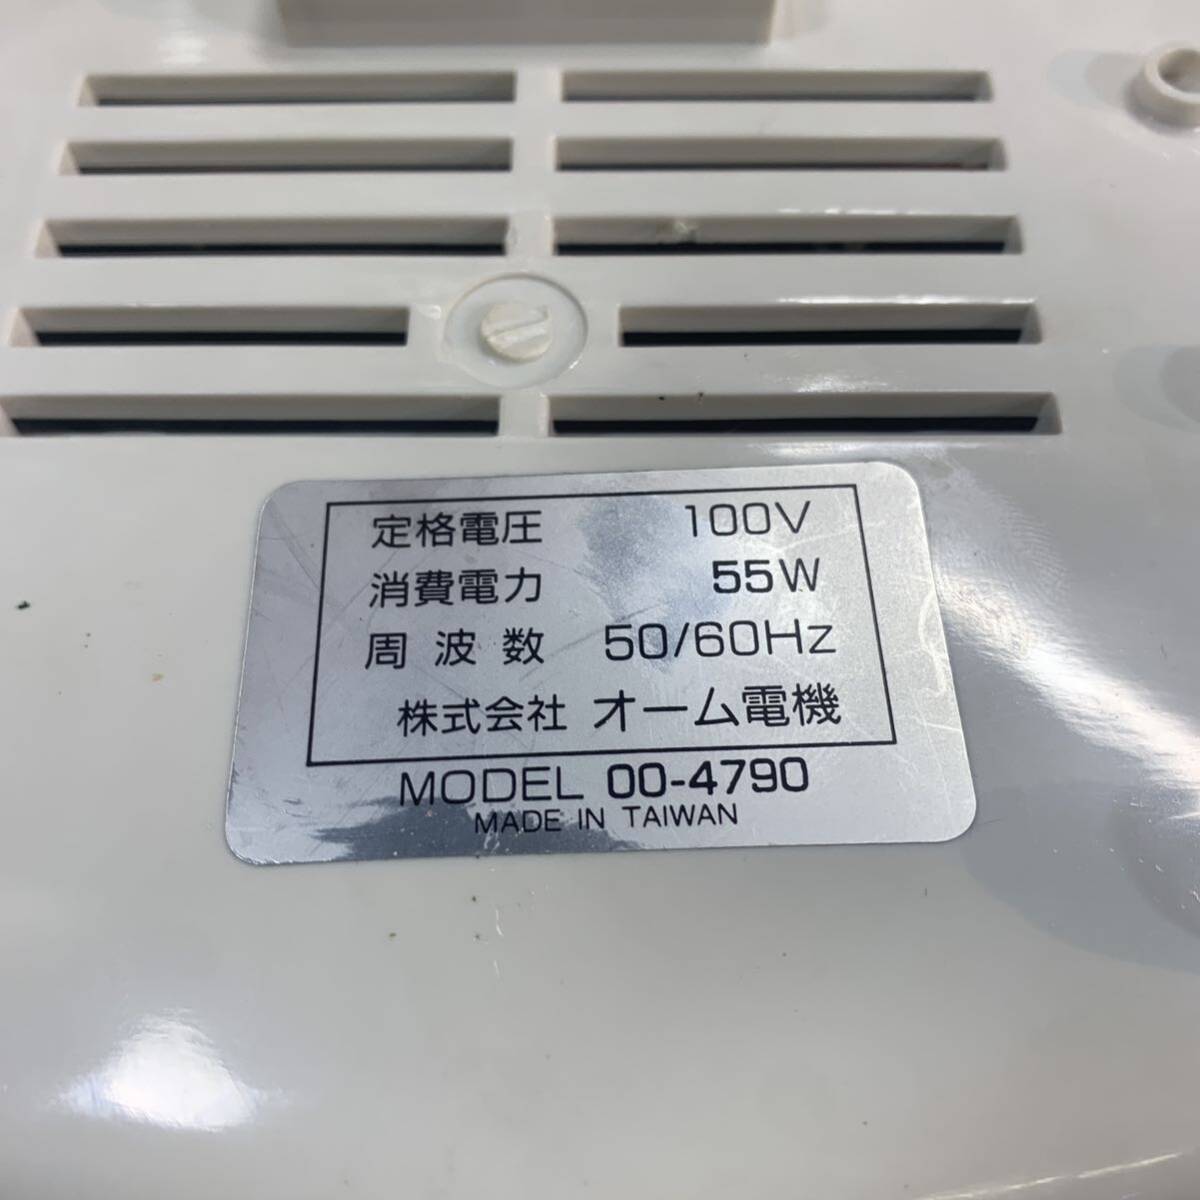 定格電圧 100V
消費電力 55W
周波数 50/60Hz
株式会社 オーム電機
MODEL 00-4790
MADE IN TAIWAN